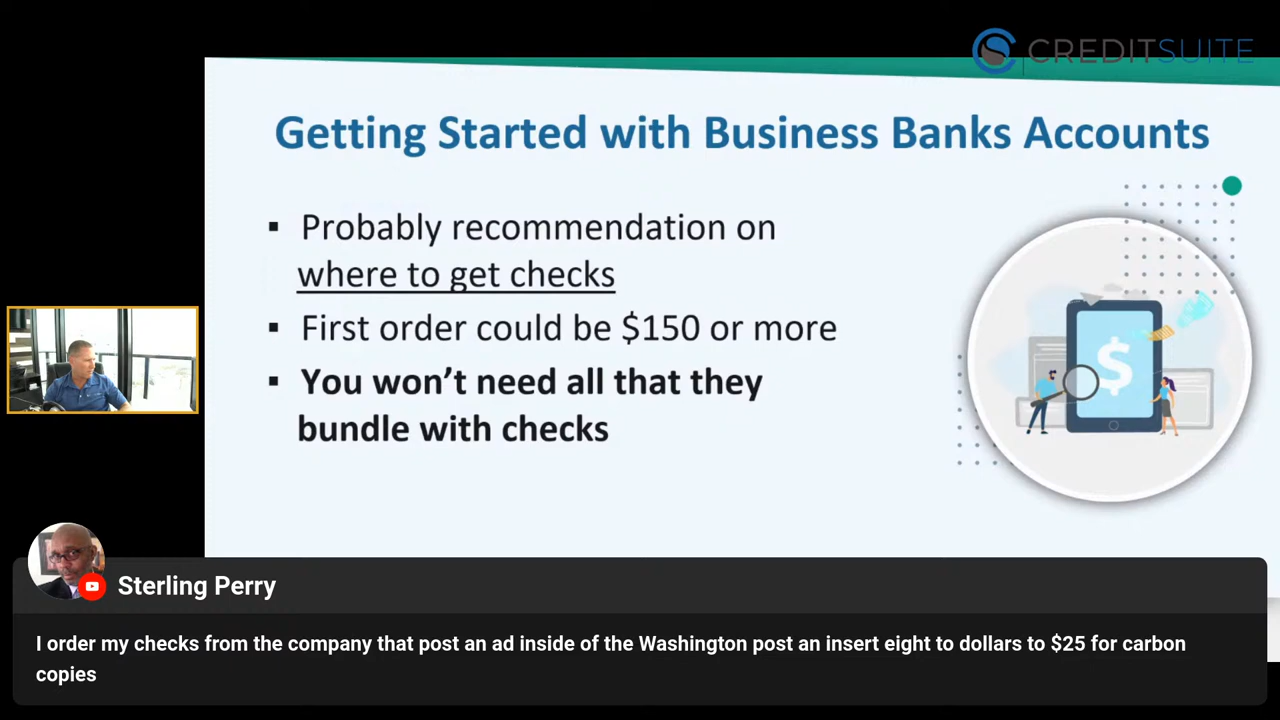 CREDITSUITE
Getting Started with Business Banks Accounts
▪ Probably recommendation on
where to get checks
▪ First order could be $150 or more
▪ You won't need all that they
bundle with checks
$
Sterling Perry
I order my checks from the company that post an ad inside of the Washington post an insert eight to dollars to $25 for carbon
copies